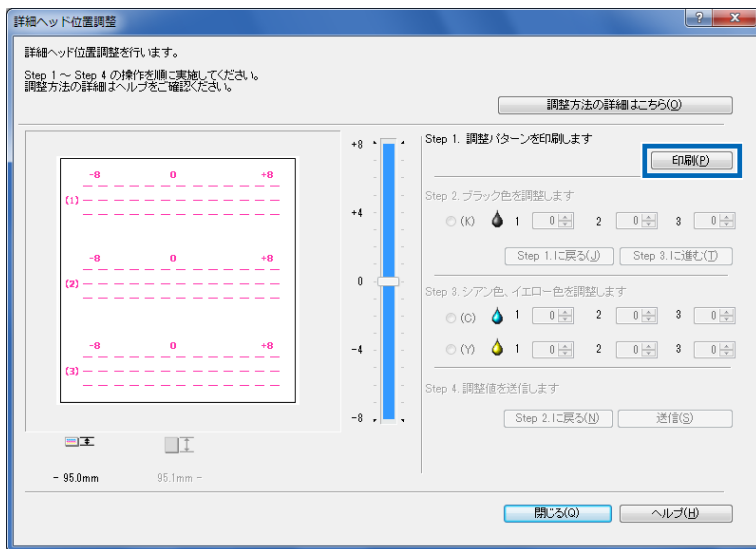 詳細ヘッド位置調整
詳細ヘッド位置調整を行います。
Step 1 ～ Step 4 の操作を順に実施してください。
調整方法の詳細はヘルプをご確認ください。
調整方法の詳細はこちら(O)
-8 0 +8
(1)
-8 0 +8
(2)
-8 0 +8
(3)
- 95.0mm
95.1mm -
+8
+4
0
-4
-8
Step 1. 調整パターンを印刷します
印刷(P)
Step 2. ブラック色を調整します
(K) 1 0 2 0 3 0
Step 1.に戻る(J) Step 3.に進む(T)
Step 3. シアン色、イエロー色を調整します
(C) 1 0 2 0 3 0
(Y) 1 0 2 0 3 0
Step 4. 調整値を送信します
Step 2.に戻る(N) 送信(S)
閉じる(Q) ヘルプ(H)